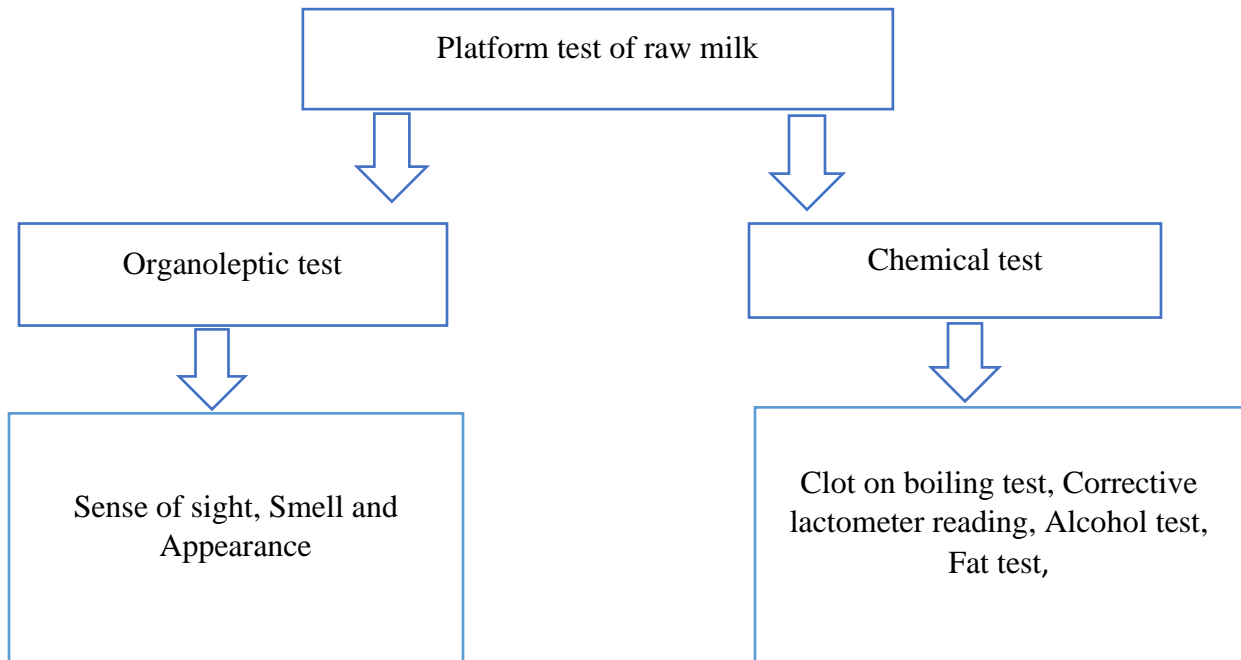 Platform test of raw milk
Organoleptic test
Chemical test
Sense of sight, Smell and
Appearance
Clot on boiling test, Corrective
lactometer reading, Alcohol test,
Fat test,